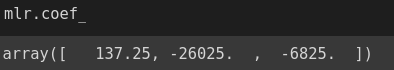 mlr.coef_
array([   137.25, -26025.  ,  -6825.  ])